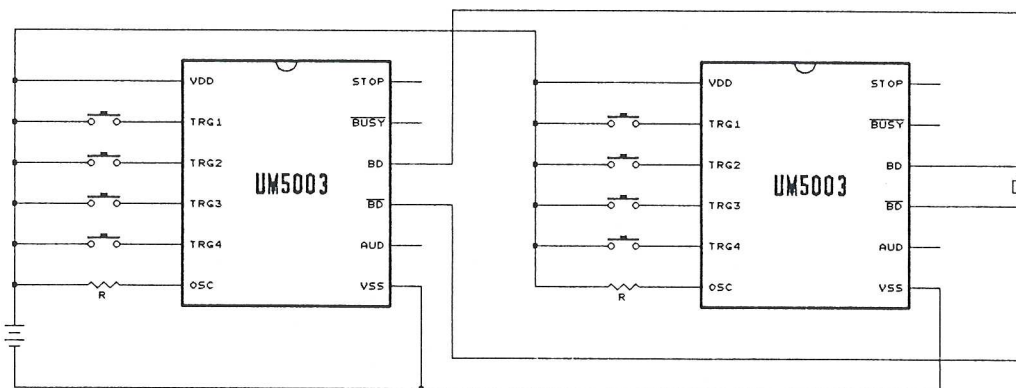 VDD
STOP
TRG1
BUSY
TRG2
BD
UM5003
TRG3
BD
TRG4
AUD
OSC
VSS
R
VDD
STOP
TRG1
BUSY
TRG2
BD
UM5003
TRG3
BD
TRG4
AUD
OSC
VSS
R